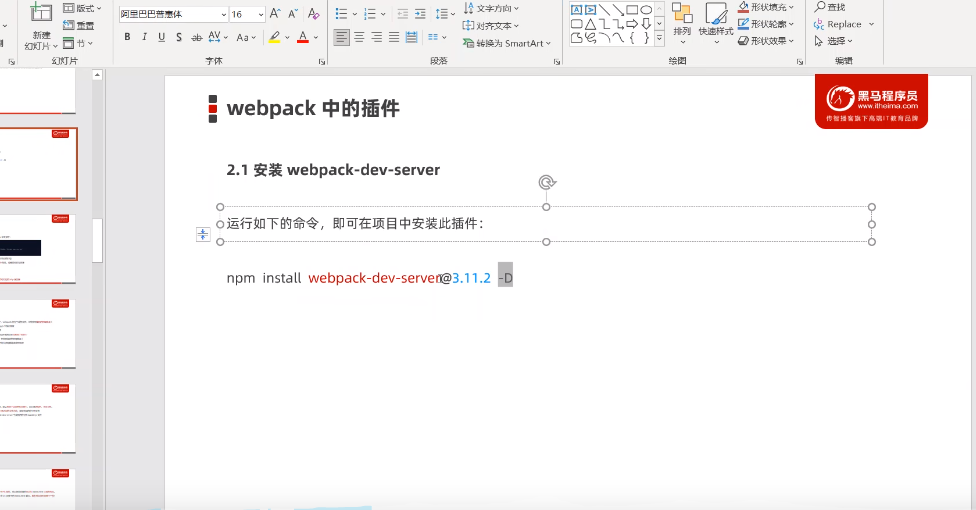 版式
阿里巴巴普惠体
16
文字方向
形状填充
查找
重置
对齐文本
形状轮廓
Replace
新建
幻灯片
节
B I U S ab AV Aa A
转换为 SmartArt
排列
快速样式
形状效果
选择
幻灯片
字体
段落
绘图
编辑
webpack 中的插件
黑马程序员
www.itheima.com
传智播客旗下高端IT教育品牌
2.1 安装 webpack-dev-server
运行如下的命令，即可在项目中安装此插件：
npm install webpack-dev-server@3.11.2 -D